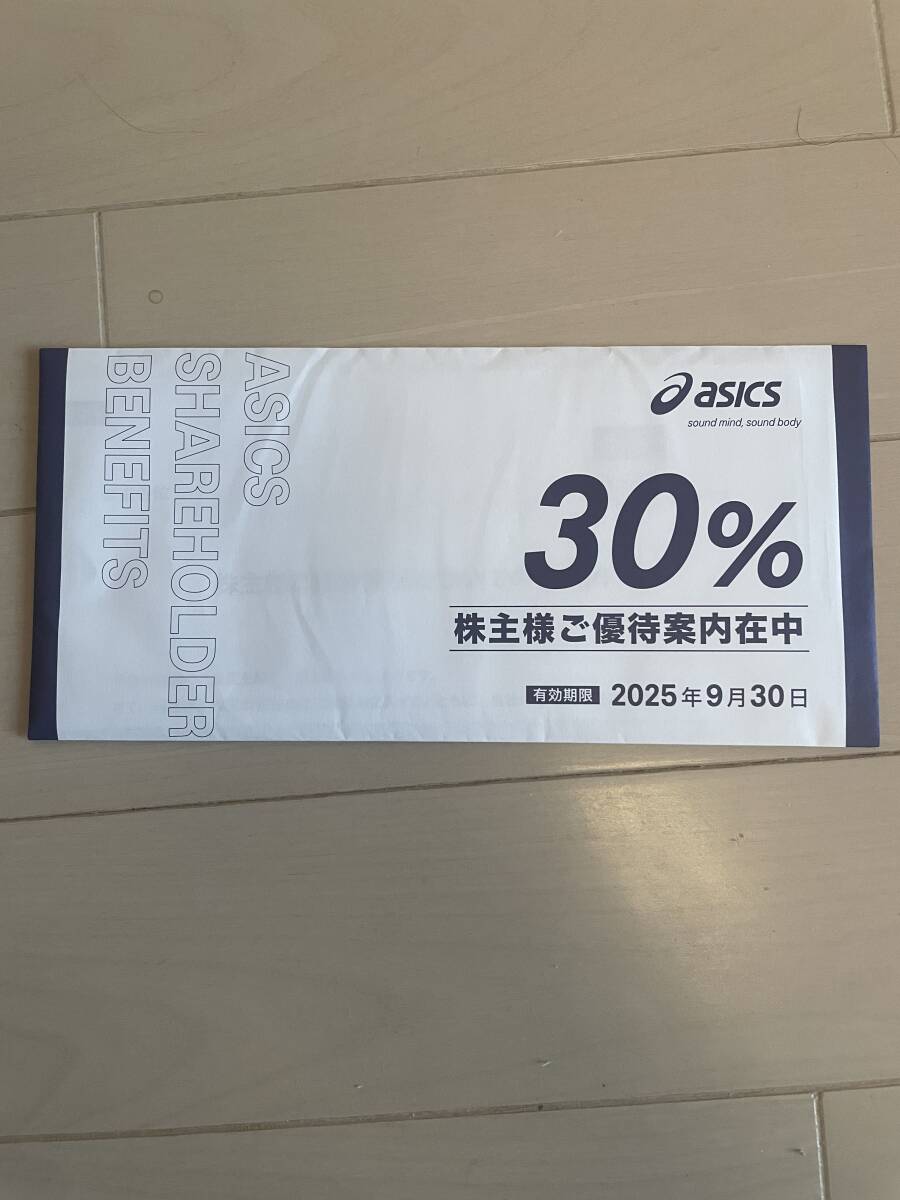 ASICS
SHAREHOLDER
BENEFITS
asics
sound mind, sound body
30%
株主様ご優待案内在中
有効期限 2025年9月30日